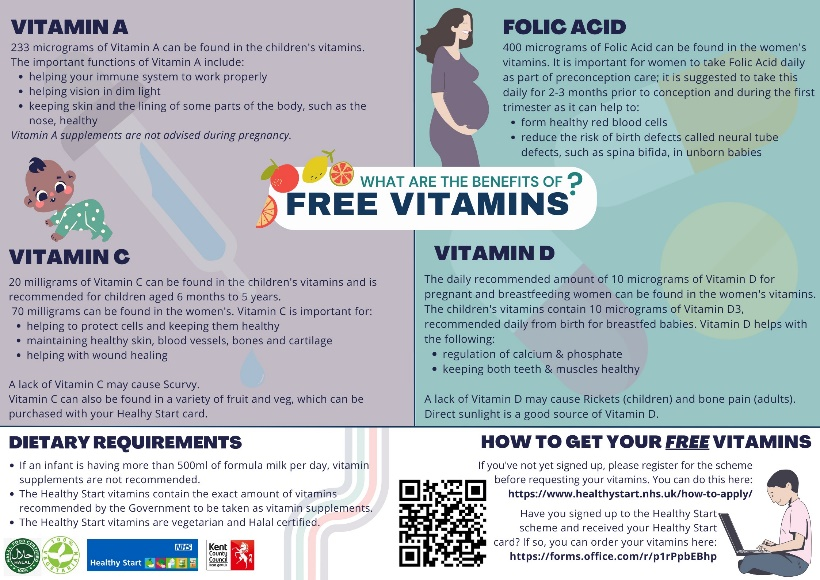 VITAMIN A
233 micrograms of Vitamin A can be found in the children's vitamins.
The important functions of Vitamin A include:
helping your immune system to work properly
helping vision in dim light
keeping skin and the lining of some parts of the body, such as the
nose, healthy
Vitamin A supplements are not advised during pregnancy.
FOLIC ACID
400 micrograms of Folic Acid can be found in the women's
vitamins. It is important for women to take Folic Acid daily
as part of preconception care; it is suggested to take this
daily for 2-3 months prior to conception and during the first
trimester as it can help to:
form healthy red blood cells
reduce the risk of birth defects called neural tube
defects, such as spina bifida, in unborn babies
WHAT ARE THE BENEFITS OF ?
FREE VITAMINS
VITAMIN C
20 milligrams of Vitamin C can be found in the children's vitamins and is
recommended for children aged 6 months to 5 years.
70 milligrams can be found in the women's. Vitamin C is important for:
helping to protect cells and keeping them healthy
maintaining healthy skin, blood vessels, bones and cartilage
helping with wound healing
A lack of Vitamin C may cause Scurvy.
Vitamin C can also be found in a variety of fruit and veg, which can be
purchased with your Healhy Start card.
VITAMIN D
The daily recommended amount of 10 micrograms of Vitamin D for
pregnant and breastfeeding women can be found in the women's vitamins.
The children's vitamins contain 10 micrograms of Vitamin D3,
recommended daily from birth for breastfed babies. Vitamin D helps with
the following:
regulation of calcium & phosphate
keeping both teeth & muscles healthy
A lack of Vitamin D may cause Rickets (children) and bone pain (adults).
Direct sunlight is a good source of Vitamin D.
DIETARY REQUIREMENTS
If an infant is having more than 500ml of formula milk per day, vitamin
supplements are not recommended.
The Healthy Start vitamins contain the exact amount of vitamins
recommended by the Government to be taken as vitamin supplements.
The Healthy Start vitamins are vegetarian and Halal certified.
HALAL
NHS
Healthy Start
Kent
County
Council
HOW TO GET YOUR FREE VITAMINS
If you've not yet signed up, please register for the scheme
before requesting your vitamins. You can do this here:
https://www.healthystart.nhs.uk/how-to-apply/
Have you signed up to the Healthy Start
scheme and received your Healthy Start
card? If so, you can order your vitamins here:
https://forms.office.com/r/p1rPpbEBhp